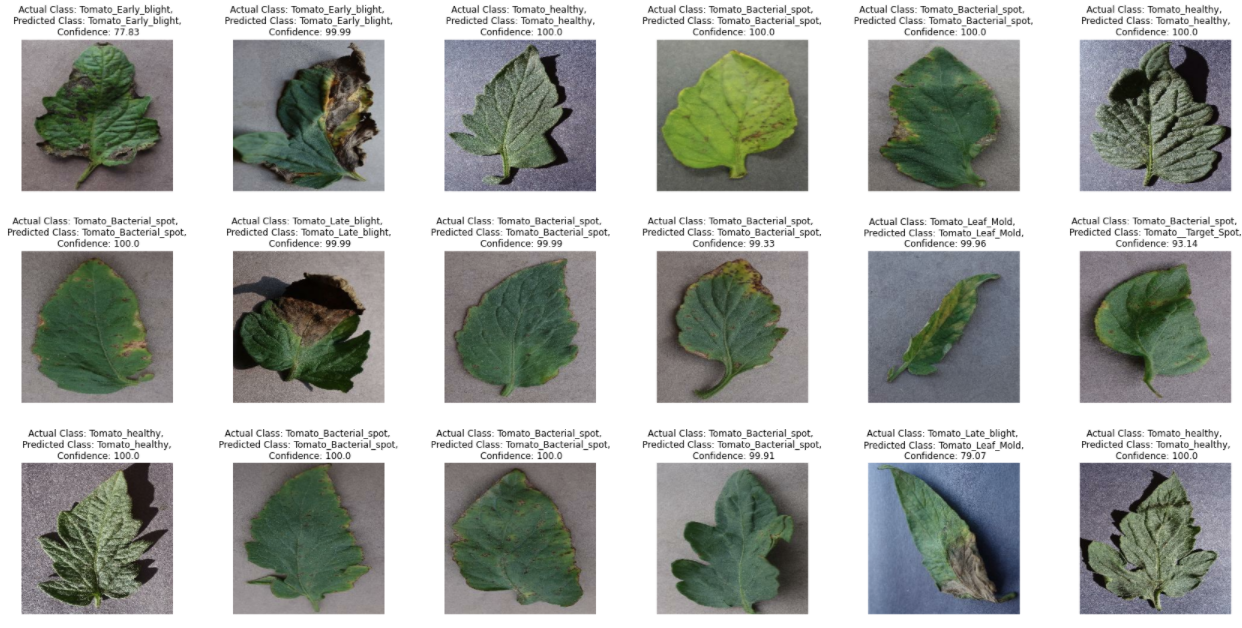 Actual Class: Tomato_Early_blight,
Predicted Class: Tomato_Early_blight,
Confidence: 77.83
Actual Class: Tomato_Early_blight,
Predicted Class: Tomato_Early_blight,
Confidence: 99.99
Actual Class: Tomato_healthy,
Predicted Class: Tomato_healthy,
Confidence: 100.0
Actual Class: Tomato_Bacterial_spot,
Predicted Class: Tomato_Bacterial_spot,
Confidence: 100.0
Actual Class: Tomato_Bacterial_spot,
Predicted Class: Tomato_Bacterial_spot,
Confidence: 100.0
Actual Class: Tomato_healthy,
Predicted Class: Tomato_healthy,
Confidence: 100.0
Actual Class: Tomato_Bacterial_spot,
Predicted Class: Tomato_Bacterial_spot,
Confidence: 100.0
Actual Class: Tomato_Late_blight,
Predicted Class: Tomato_Late_blight,
Confidence: 99.99
Actual Class: Tomato_Bacterial_spot,
Predicted Class: Tomato_Bacterial_spot,
Confidence: 99.99
Actual Class: Tomato_Bacterial_spot,
Predicted Class: Tomato_Bacterial_spot,
Confidence: 99.33
Actual Class: Tomato_Leaf_Mold,
Predicted Class: Tomato_Leaf_Mold,
Confidence: 99.96
Actual Class: Tomato_Bacterial_spot,
Predicted Class: Tomato__Target_Spot,
Confidence: 93.14
Actual Class: Tomato_healthy,
Predicted Class: Tomato_healthy,
Confidence: 100.0
Actual Class: Tomato_Bacterial_spot,
Predicted Class: Tomato_Bacterial_spot,
Confidence: 100.0
Actual Class: Tomato_Bacterial_spot,
Predicted Class: Tomato_Bacterial_spot,
Confidence: 100.0
Actual Class: Tomato_Bacterial_spot,
Predicted Class: Tomato_Bacterial_spot,
Confidence: 99.91
Actual Class: Tomato_Late_blight,
Predicted Class: Tomato_Leaf_Mold,
Confidence: 79.07
Actual Class: Tomato_healthy,
Predicted Class: Tomato_healthy,
Confidence: 100.0